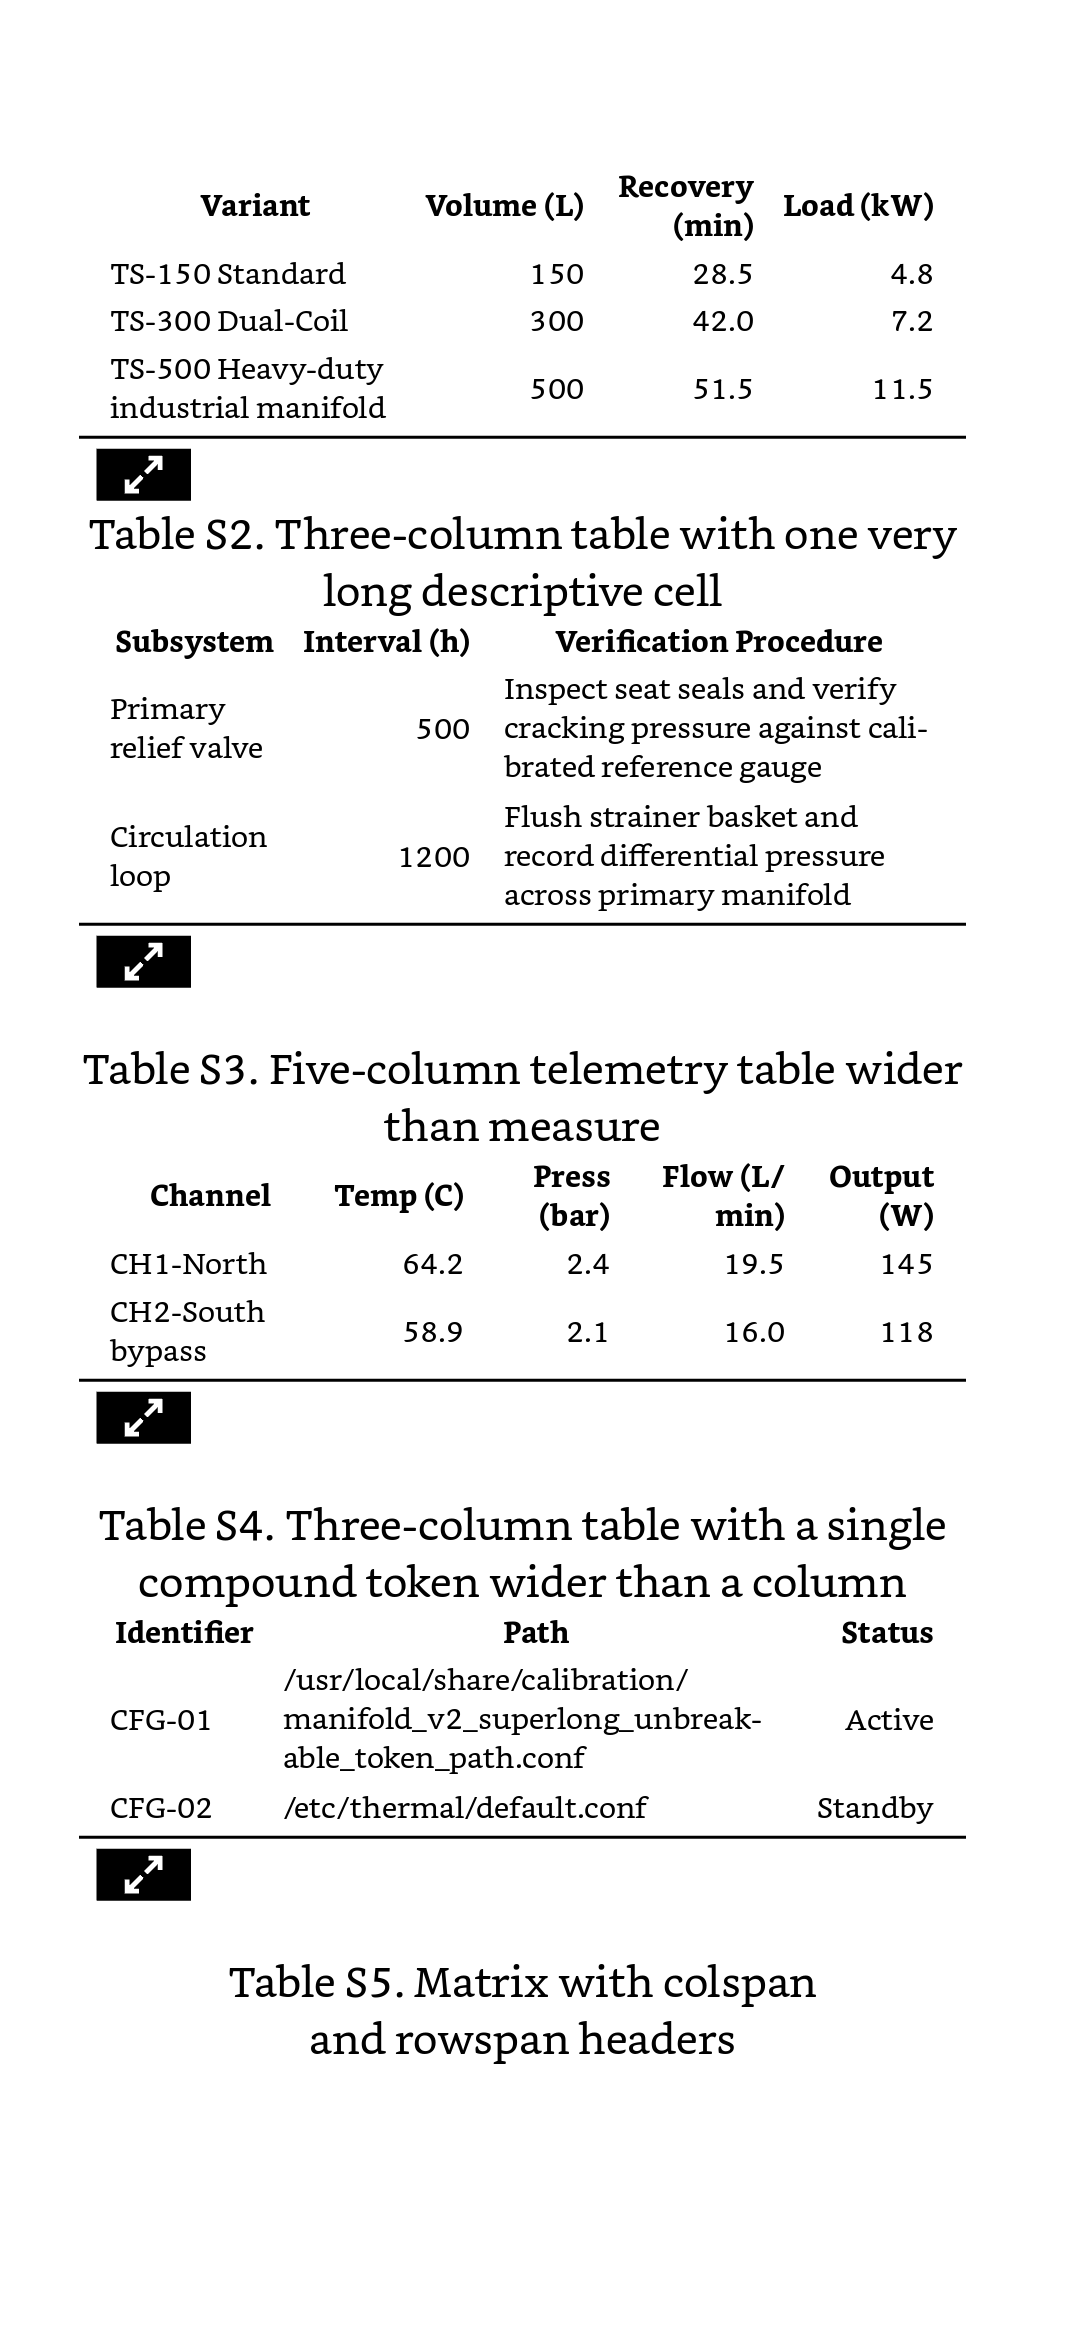 Variant Volume (L) Recovery (min) Load (kW)
TS-150 Standard 150 28.5 4.8
TS-300 Dual-Coil 300 42.0 7.2
TS-500 Heavy-duty
industrial manifold 500 51.5 11.5
Table S2. Three-column table with one very
long descriptive cell
Subsystem Interval (h) Verification Procedure
Primary
relief valve 500 Inspect seat seals and verify
cracking pressure against cali-
brated reference gauge
Circulation
loop 1200 Flush strainer basket and
record differential pressure
across primary manifold
Table S3. Five-column telemetry table wider
than measure
Channel Temp (C) Press (bar) Flow (L/min) Output (W)
CH1-North 64.2 2.4 19.5 145
CH2-South
bypass 58.9 2.1 16.0 118
Table S4. Three-column table with a single
compound token wider than a column
Identifier Path Status
CFG-01 /usr/local/share/calibration/
manifold_v2_superlong_unbreak-
able_token_path.conf Active
CFG-02 /etc/thermal/default.conf Standby
Table S5. Matrix with colspan
and rowspan headers